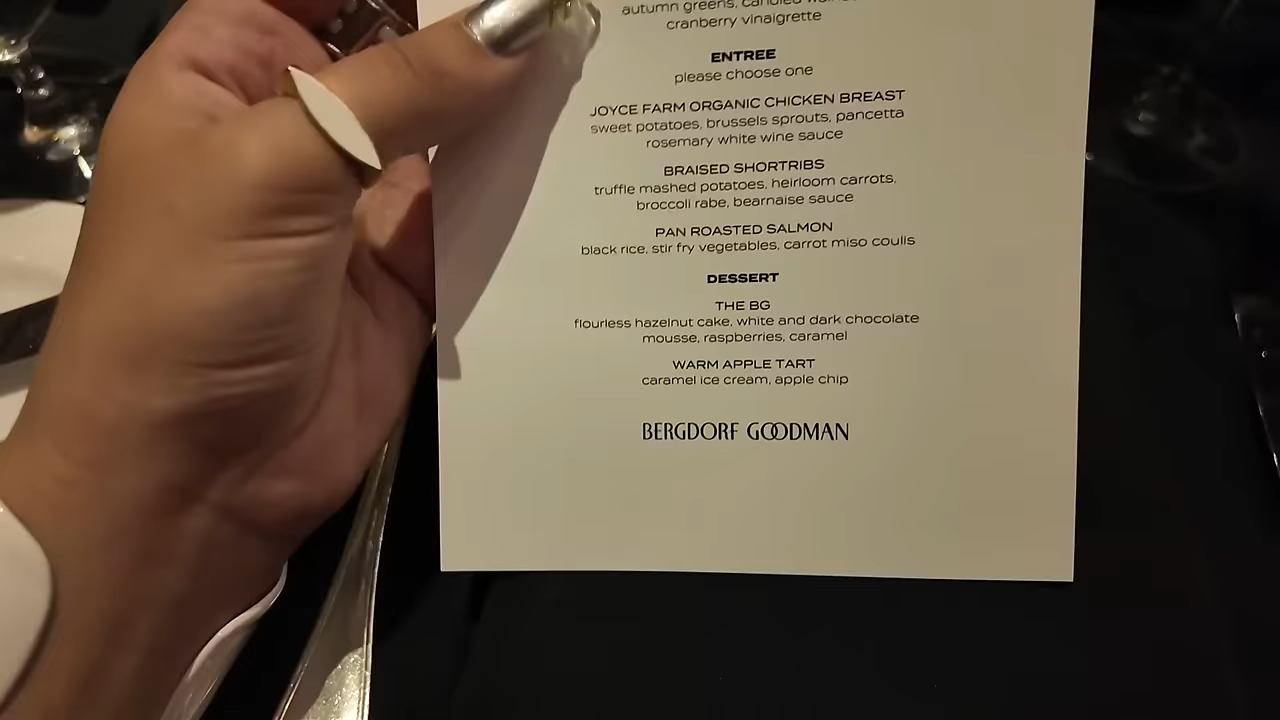 autumn greens, candied
cranberry vinaigrette
ENTREE
please choose one
JOYCE FARM ORGANIC CHICKEN BREAST
sweet potatoes, brussels sprouts, pancetta
rosemary white wine sauce
BRAISED SHORTRIBS
truffle mashed potatoes, heirloom carrots,
broccoli rabe, bearnaise sauce
PAN ROASTED SALMON
black rice, stir fry vegetables, carrot miso coulis
DESSERT
THE BG
flourless hazelnut cake, white and dark chocolate
mousse, raspberries, caramel
WARM APPLE TART
caramel ice cream, apple chip
BERGDORF GOODMAN